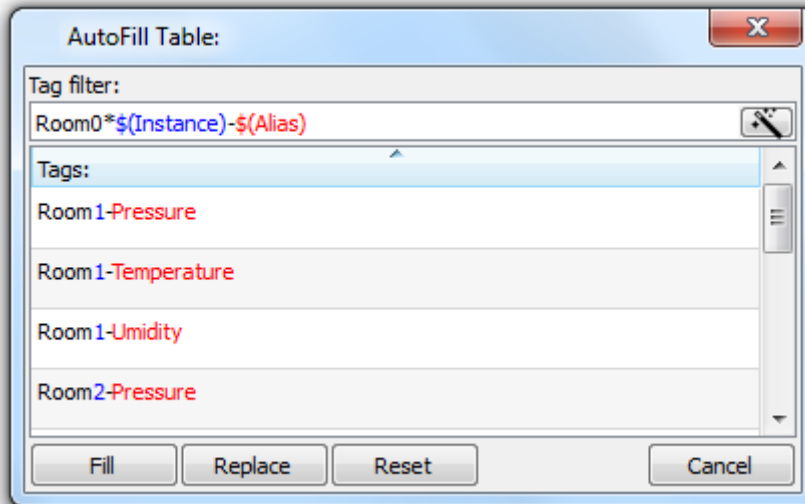 AutoFill Table:
Tag filter:
Room0*$(Instance)-$(Alias)
Tags:
Room1-Pressure
Room1-Temperature
Room1-Umidity
Room2-Pressure
Fill Replace Reset Cancel